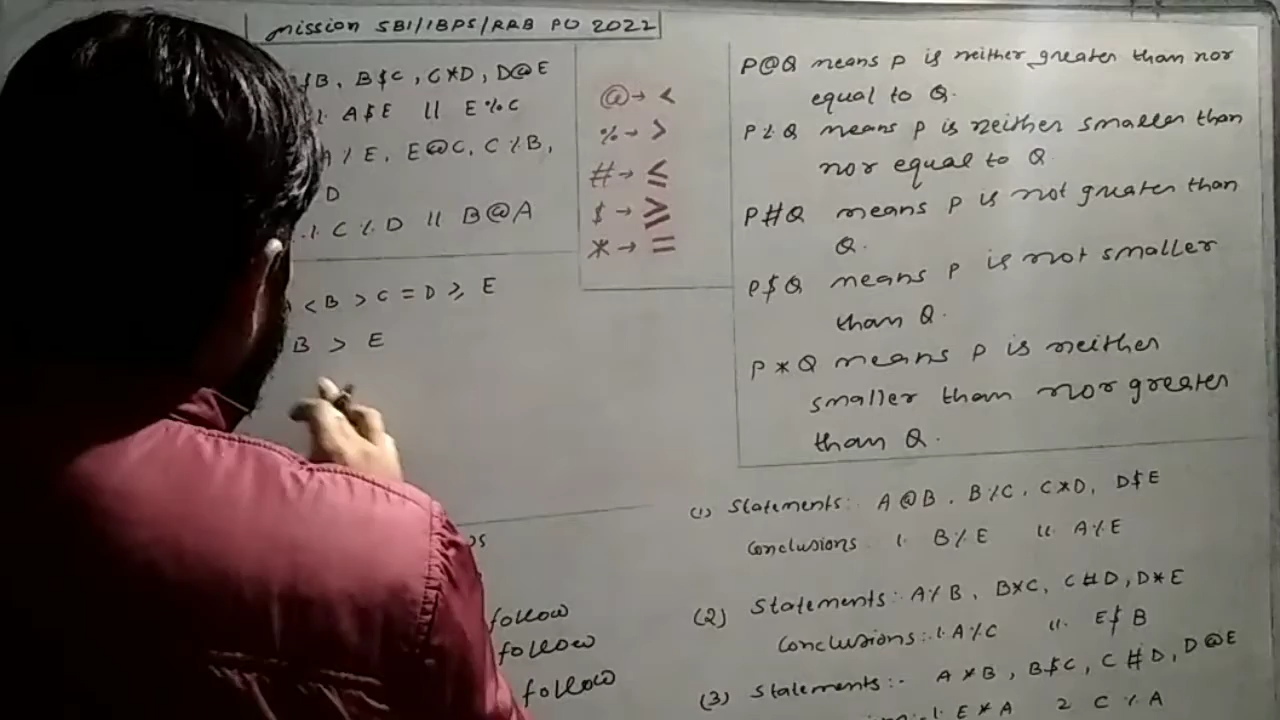 mission SBI/IBPS/RRB PO 2022
$B, B$C, C*D, D@E
A$E II E%C
A%E, E@C, C%B,
D
I. C%D II B@A
@→ <
%→ >
#→ ≤
$→ ≥
*→ =
P@Q means P is neither greater than nor
equal to Q.
P%Q means P is neither smaller than
nor equal to Q
P#Q means P is not greater than
Q.
P$Q means P is not smaller
than Q.
P*Q means P is neither
smaller than nor greater
than Q.
A < B > C = D ≥ E
B > E
(1) Statements: A@B, B%C, C*D, D$E
Conclusions I. B%E II. A%E
(2) Statements:- A%B, B*C, C#D, D*E
Conclusions:- I. A%C II. E$B
(3) Statements:- A*B, B$C, C#D, D@E
1. E*A 2 C%A
follow
follow
follow